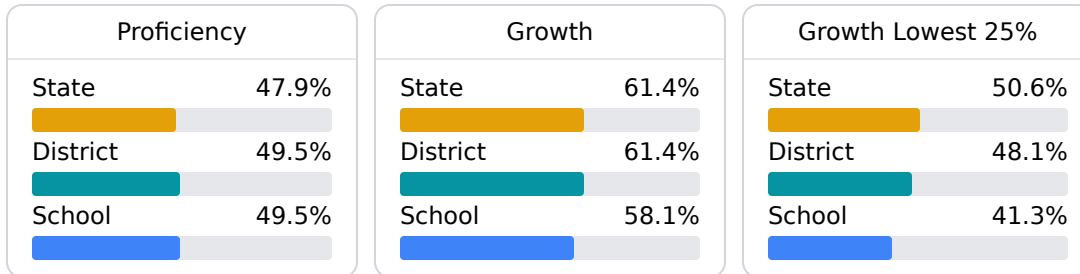 Proficiency
State 47.9%
District 49.5%
School 49.5%
Growth
State 61.4%
District 61.4%
School 58.1%
Growth Lowest 25%
State 50.6%
District 48.1%
School 41.3%